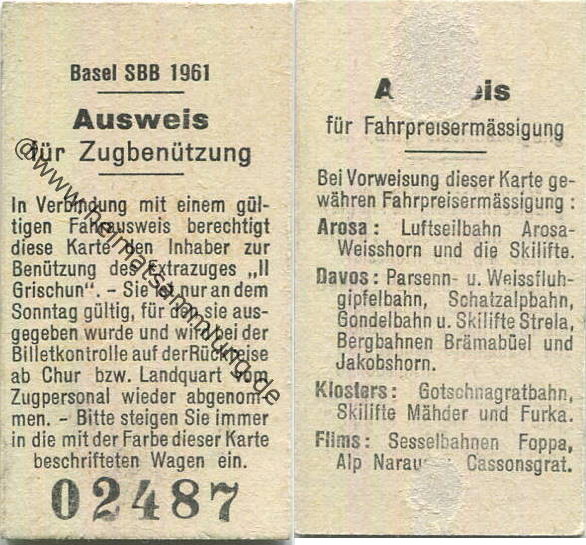 Basel SBB 1961
Ausweis
für Zugbenützung
In Verbindung mit einem gül-
tigen Fahrausweis berechtigt
diese Karte den Inhaber zur
Benützung des Extrazuges „Il
Grischun". – Sie ist nur an dem
Sonntag gültig, für den sie aus-
gegeben wurde und wird bei der
Billetkontrolle auf der Rückreise
ab Chur bzw. Landquart vom
Zugpersonal wieder abgenom-
men. – Bitte steigen Sie immer
in die mit der Farbe dieser Karte
beschrifteten Wagen ein.
02487
©www.heimatsammlung.de
für Fahrpreisermässigung
Bei Vorweisung dieser Karte ge-
währen Fahrpreisermässigung :
Arosa : Luftseilbahn Arosa-
Weisshorn und die Skilifte.
Davos : Parsenn- u. Weissfluh-
gipfelbahn, Schatzalpbahn,
Gondelbahn u. Skilifte Strela,
Bergbahnen Brämabüel und
Jakobshorn.
Klosters : Gotschnagratbahn,
Skilifte Mähder und Furka.
Flims : Sesselbahnen Foppa,
Alp Cassonsgrat.